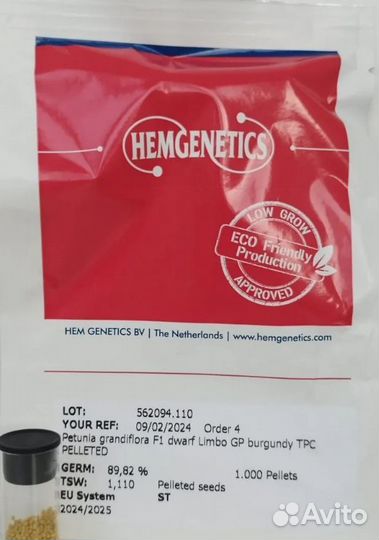 HEMGENETICS
LOW GROW
ECO Friendly
Production
APPROVED
HEM GENETICS BV | The Netherlands | www.hemgenetics.com
LOT: 562094.110
YOUR REF: 09/02/2024 Order 4
Petunia grandiflora F1 dwarf Limbo GP burgundy TPC
PELLETED
GERM: 89,82 % 1.000 Pellets
TSW: 1,110 Pelleted seeds
EU System ST
2024/2025
Avito